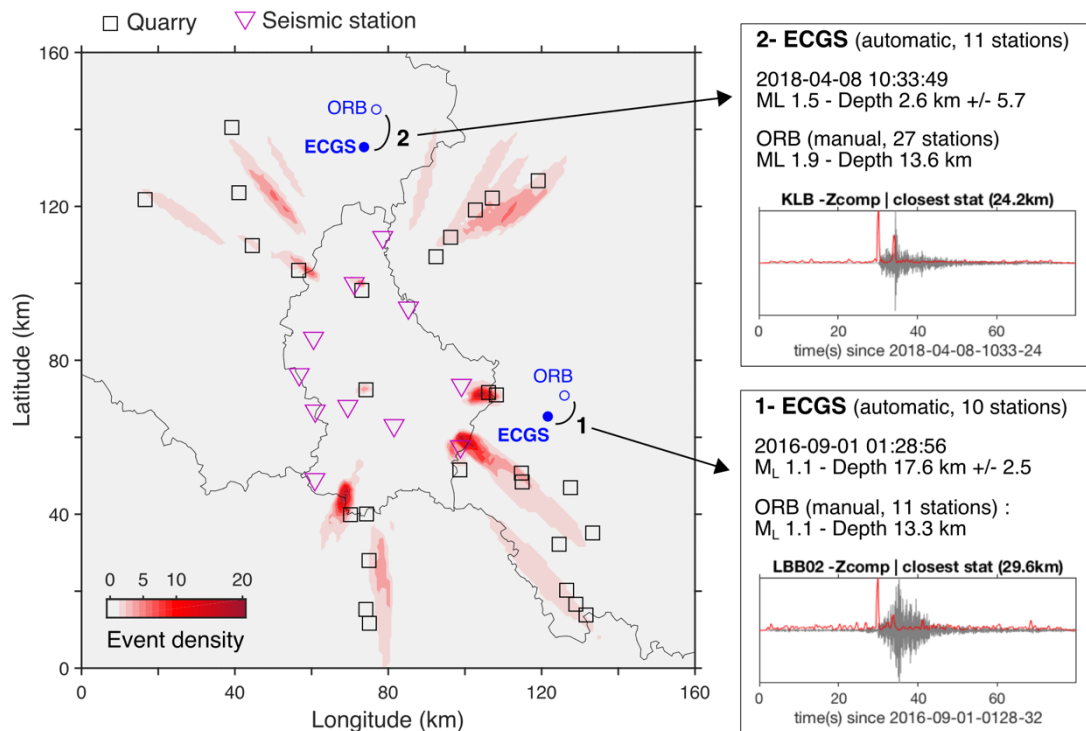 Quarry
Seismic station
160
120
80
40
0
Latitude (km)
0
40
80
120
160
Longitude (km)
ORB
ECGS
2
ORB
ECGS
1
0
5
10
20
Event density
2- ECGS (automatic, 11 stations)
2018-04-08 10:33:49
ML 1.5 - Depth 2.6 km +/- 5.7
ORB (manual, 27 stations)
ML 1.9 - Depth 13.6 km
KLB -Zcomp | closest stat (24.2km)
0
20
40
60
time(s) since 2018-04-08-1033-24
1- ECGS (automatic, 10 stations)
2016-09-01 01:28:56
ML 1.1 - Depth 17.6 km +/- 2.5
ORB (manual, 11 stations) :
ML 1.1 - Depth 13.3 km
LBB02 -Zcomp | closest stat (29.6km)
0
20
40
60
time(s) since 2016-09-01-0128-32